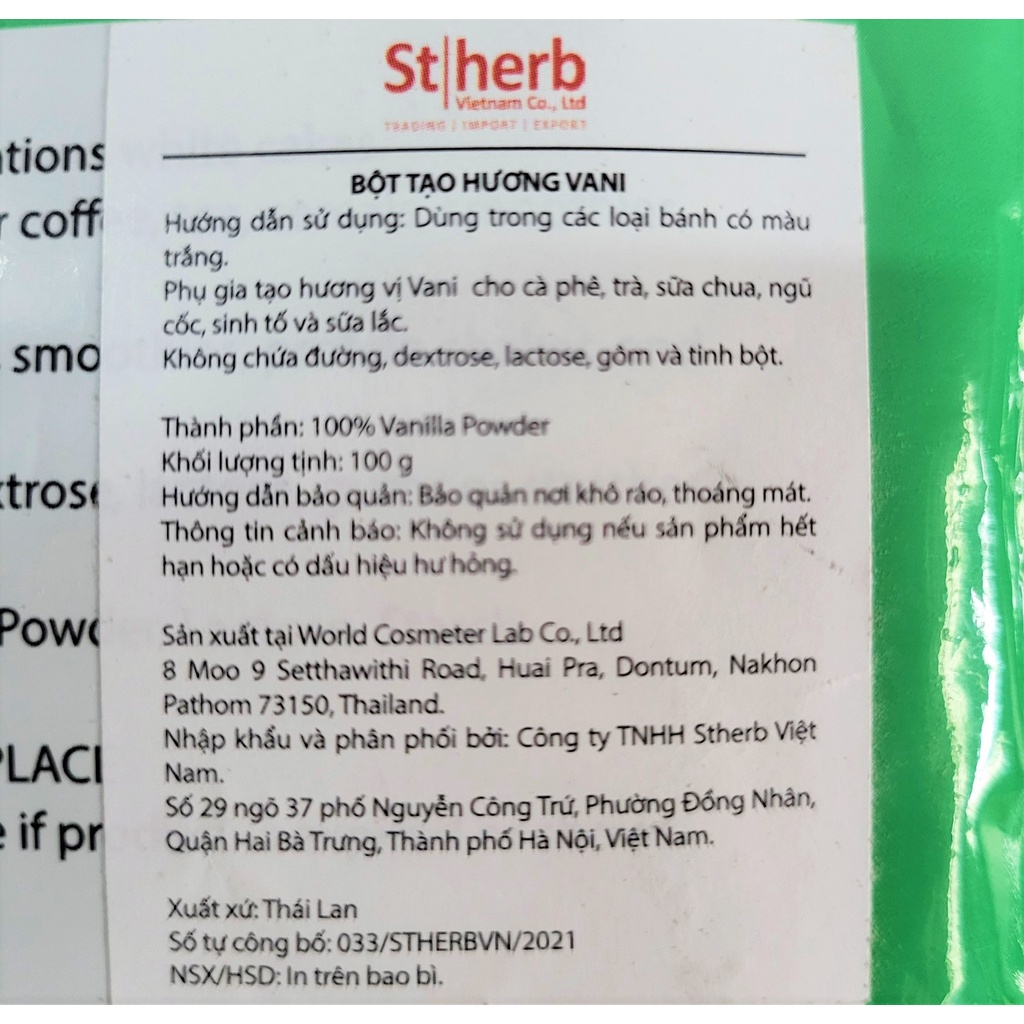 St herb
Vietnam Co., Ltd
TRADING | IMPORT | EXPORT
BỘT TẠO HƯƠNG VANI
Hướng dẫn sử dụng: Dùng trong các loại bánh có màu
trắng.
Phụ gia tạo hương vị Vani cho cà phê, trà, sữa chua, ngũ
cốc, sinh tố và sữa lắc.
Không chứa đường, dextrose, lactose, gôm và tinh bột.
Thành phần: 100% Vanilla Powder
Khối lượng tịnh: 100 g
Hướng dẫn bảo quản: Bảo quản nơi khô ráo, thoáng mát.
Thông tin cảnh báo: Không sử dụng nếu sản phẩm hết
hạn hoặc có dấu hiệu hư hỏng.
Sản xuất tại World Cosmeter Lab Co., Ltd
8 Moo 9 Setthawithi Road, Huai Pra, Dontum, Nakhon
Pathom 73150, Thailand.
Nhập khẩu và phân phối bởi: Công ty TNHH Stherb Việt
Nam.
Số 29 ngõ 37 phố Nguyễn Công Trứ, Phường Đồng Nhân,
Quận Hai Bà Trưng, Thành phố Hà Nội, Việt Nam.
Xuất xứ: Thái Lan
Số tự công bố: 033/STHERBVN/2021
NSX/HSD: In trên bao bì.
tions
r coff
smo
xtrose
Powd
PLACE
e if pr